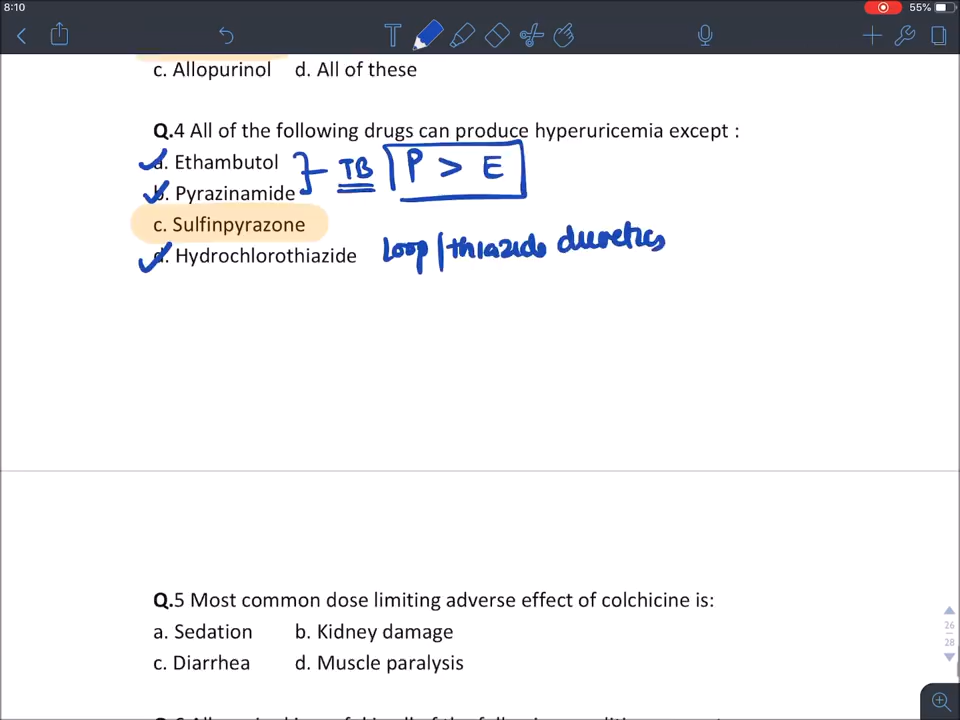 8:10
55%
T
c. Allopurinol d. All of these
Q.4 All of the following drugs can produce hyperuricemia except :
a. Ethambutol
b. Pyrazinamide
TB P > E
c. Sulfinpyrazone
d. Hydrochlorothiazide Loop/thiazide diuretics
Q.5 Most common dose limiting adverse effect of colchicine is:
a. Sedation b. Kidney damage
c. Diarrhea d. Muscle paralysis
26
28